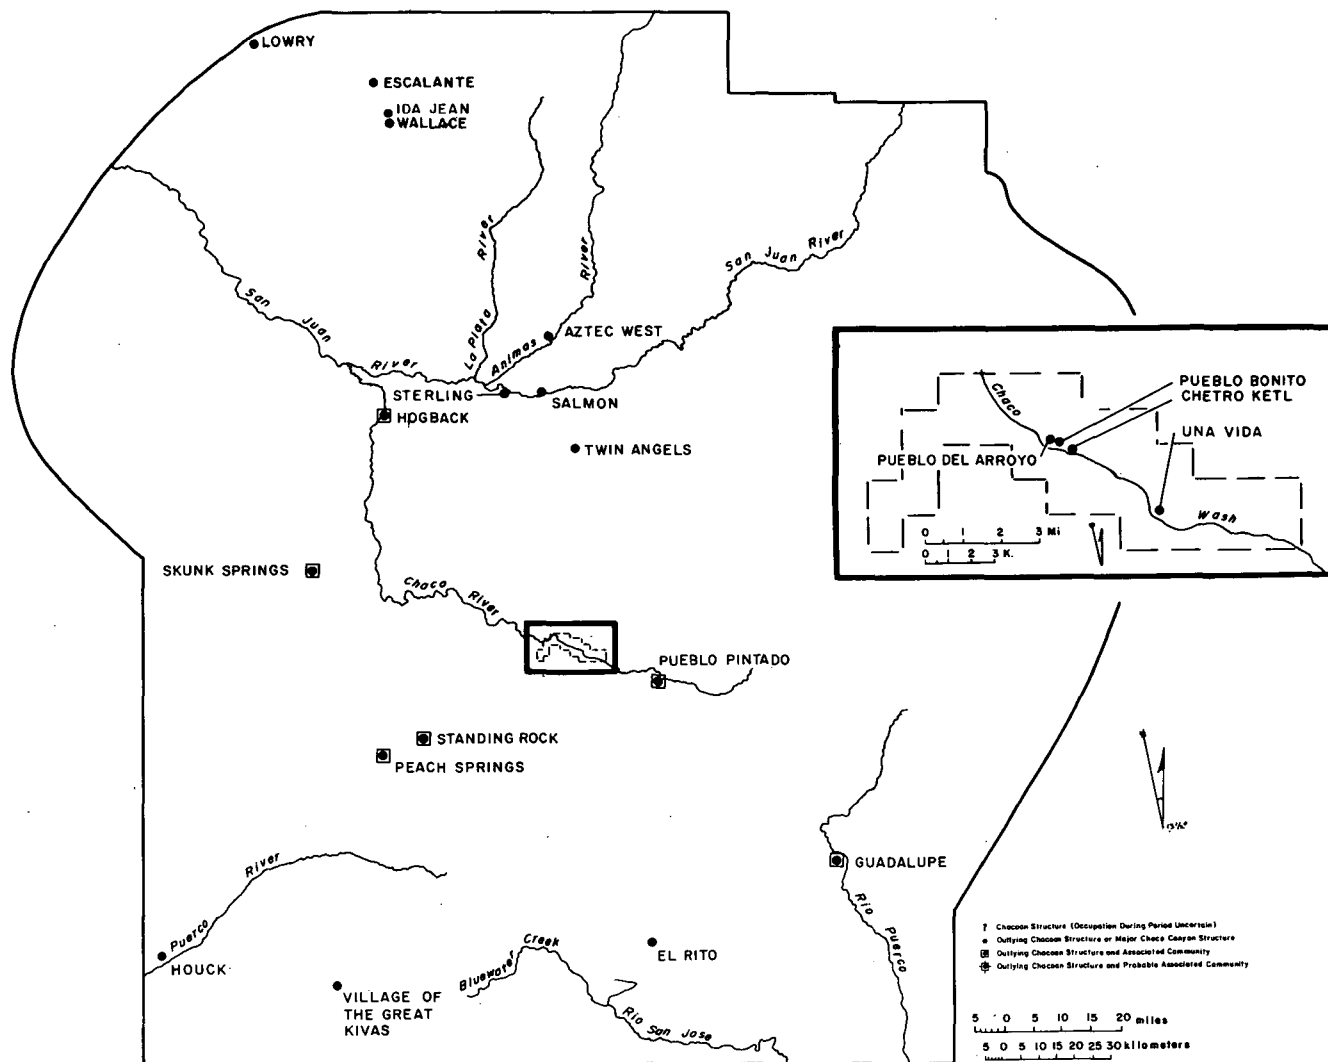 LOWRY
ESCALANTE
IDA JEAN
WALLACE
San Juan River
La Plata River
Animas River
San Juan River
AZTEC WEST
STERLING
SALMON
HOGBACK
TWIN ANGELS
PUEBLO BONITO
CHETRO KETL
UNA VIDA
PUEBLO DEL ARROYO
Chaco Wash
0 1 2 3 Mi
0 1 2 3 K.
SKUNK SPRINGS
Chaco River
PUEBLO PINTADO
STANDING ROCK
PEACH SPRINGS
GUADALUPE
Rio Puerco
Puerco River
HOUCK
VILLAGE OF
THE GREAT
KIVAS
Bluewater Creek
EL RITO
Rio San Jose
? Chacoan Structure (Occupation During Period Uncertain)
Outlying Chacoan Structure or Major Chaco Canyon Structure
Outlying Chacoan Structure and Associated Community
Outlying Chacoan Structure and Probable Associated Community
5 0 5 10 15 20 miles
5 0 5 10 15 20 25 30 kilometers